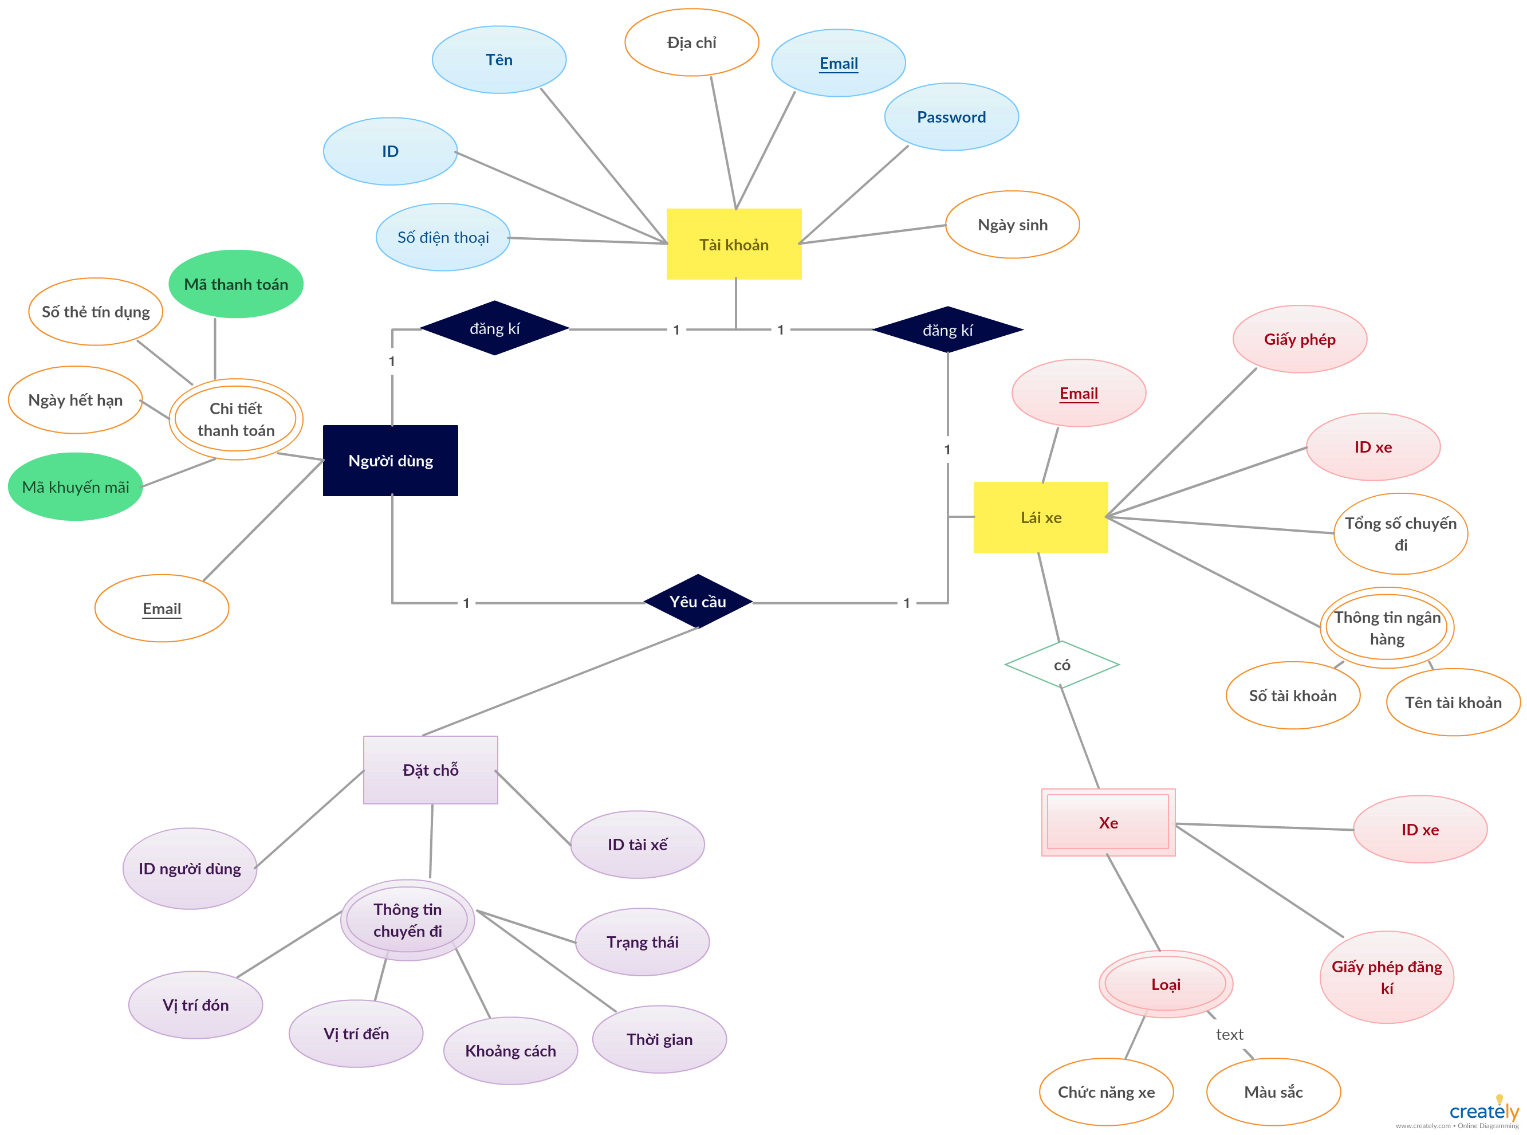 Tên
Địa chỉ
Email
Password
ID
Số điện thoại
Ngày sinh
Tài khoản
Mã thanh toán
Số thẻ tín dụng
Ngày hết hạn
Chi tiết
thanh toán
Mã khuyến mãi
Email
đăng kí
1
1
đăng kí
1
1
Người dùng
Giấy phép
Email
ID xe
Lái xe
Tổng số chuyến
đi
Thông tin ngân
hàng
Số tài khoản
Tên tài khoản
1
Yêu cầu
1
có
Đặt chỗ
ID người dùng
ID tài xế
Thông tin
chuyến đi
Trạng thái
Vị trí đón
Vị trí đến
Khoảng cách
Thời gian
Xe
ID xe
Giấy phép đăng
kí
Loại
text
Chức năng xe
Màu sắc
creately
www.creately.com • Online Diagramming